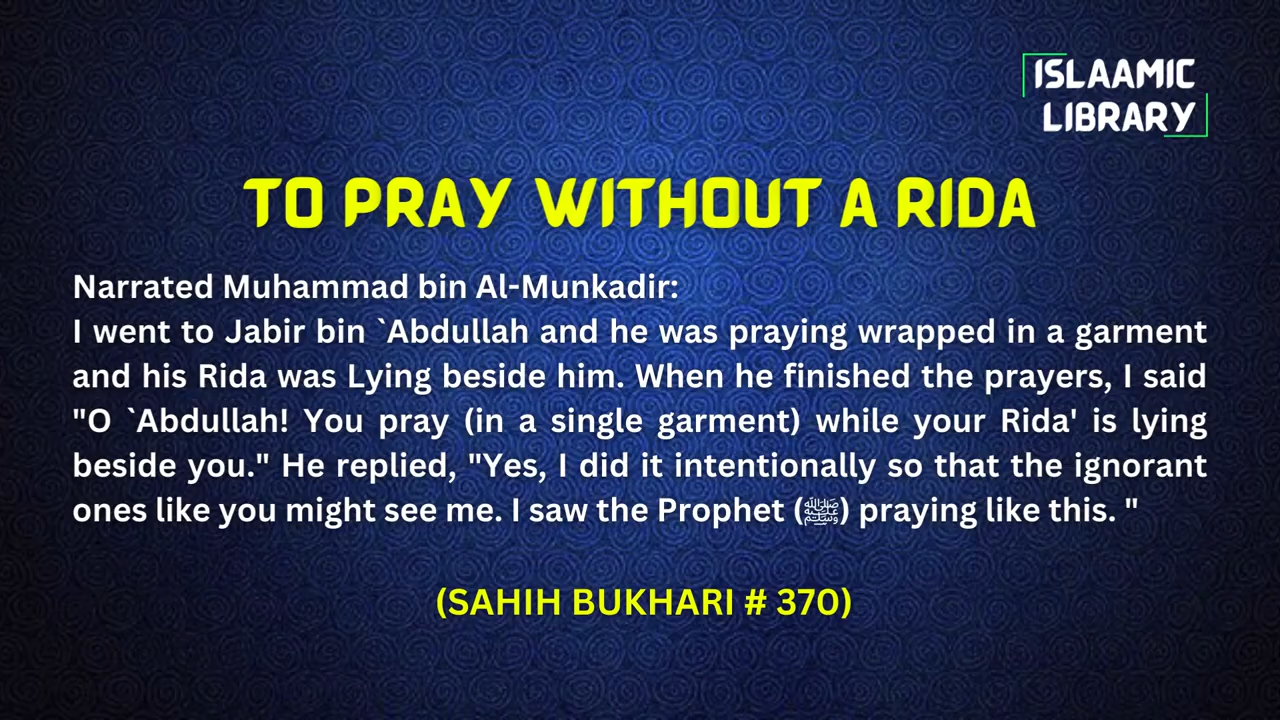 ISLAAMIC
LIBRARY
TO PRAY WITHOUT A RIDA
Narrated Muhammad bin Al-Munkadir:
I went to Jabir bin `Abdullah and he was praying wrapped in a garment
and his Rida was Lying beside him. When he finished the prayers, I said
"O `Abdullah! You pray (in a single garment) while your Rida' is lying
beside you." He replied, "Yes, I did it intentionally so that the ignorant
ones like you might see me. I saw the Prophet (ﷺ) praying like this. "
(SAHIH BUKHARI # 370)